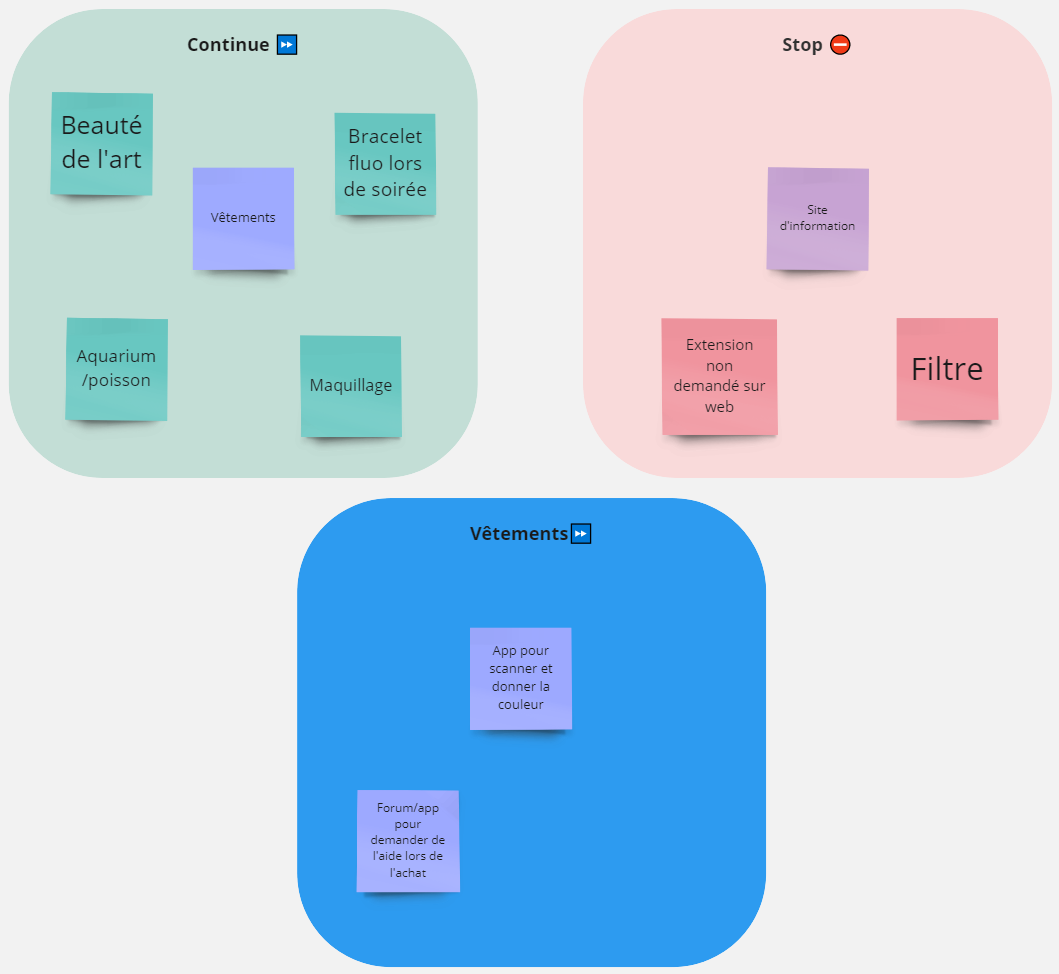 Continue ⏩
Beauté
de l'art
Bracelet
fluo lors
de soirée
Vêtements
Aquarium
/poisson
Maquillage
Stop ⛔
Site
d'information
Extension
non
demandé sur
web
Filtre
Vêtements⏩
App pour
scanner et
donner la
couleur
Forum/app
pour
demander de
l'aide lors de
l'achat